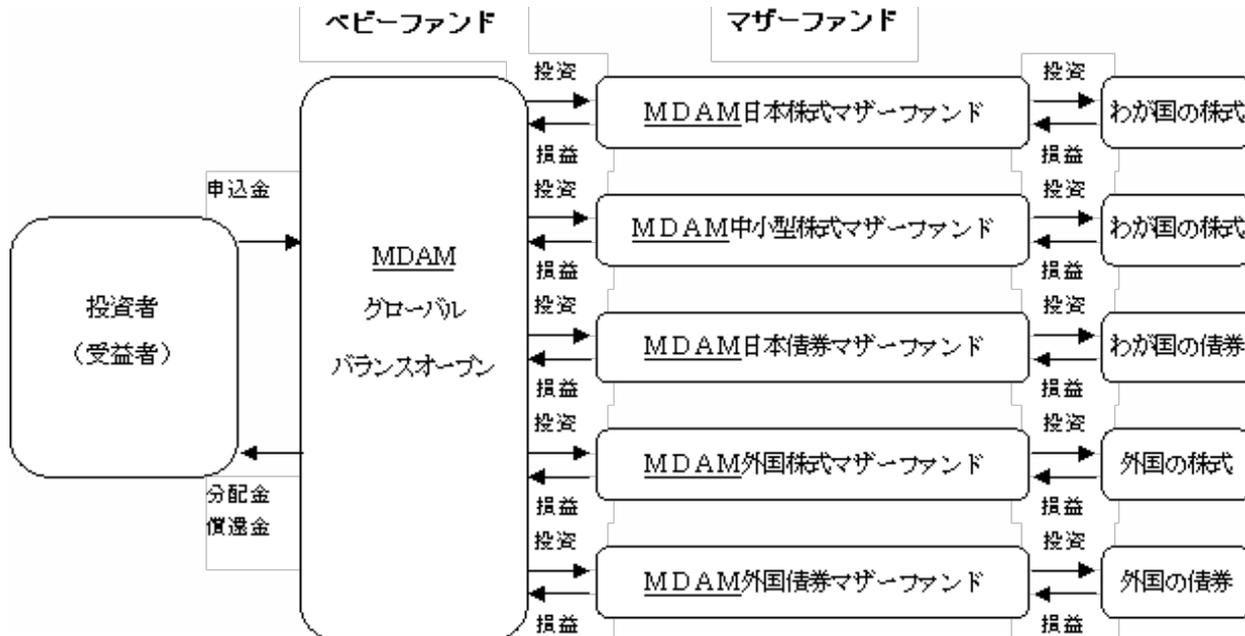 ベビーファンド
マザーファンド
投資
投資
MDAM日本株式マザーファンド
わが国の株式
損益
損益
申込金
投資
投資
MDAM中小型株式マザーファンド
わが国の株式
損益
損益
投資者
(受益者)
MDAM
グローバル
バランスオープン
投資
投資
MDAM日本債券マザーファンド
わが国の債券
損益
損益
投資
投資
MDAM外国株式マザーファンド
外国の株式
損益
損益
分配金
償還金
投資
投資
MDAM外国債券マザーファンド
外国の債券
損益
損益